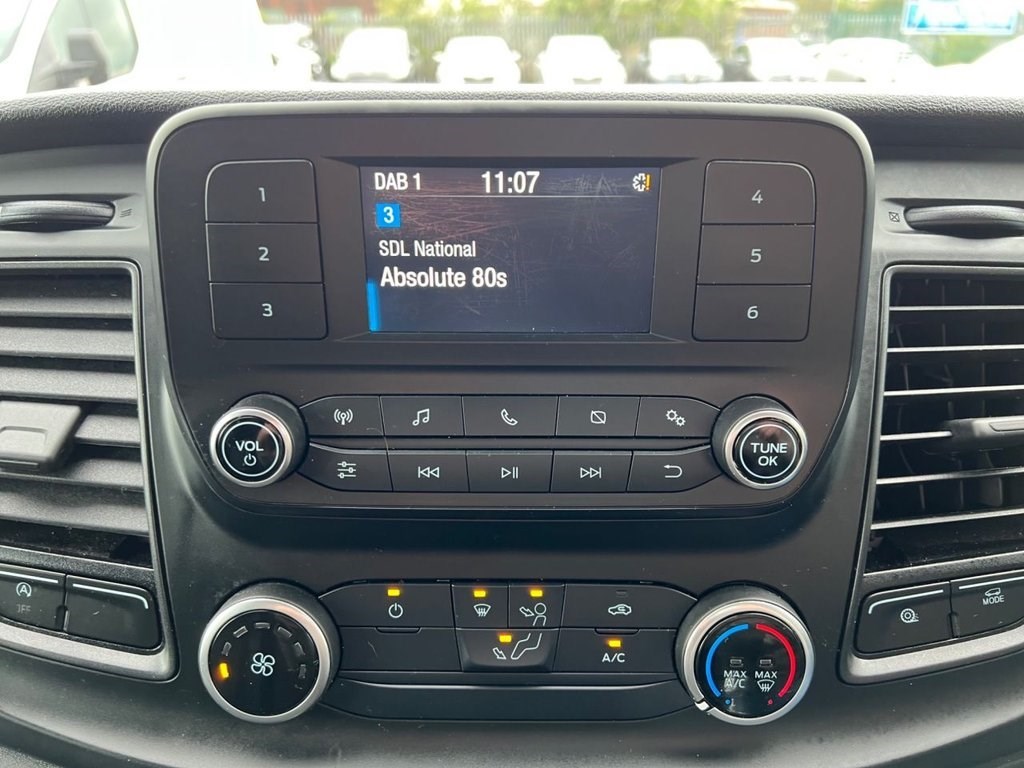 DAB 1 11:07
3
SDL National
Absolute 80s
1
2
3
4
5
6
VOL
TUNE
OK
A
OFF
MODE
A/C
MAX
A/C
MAX